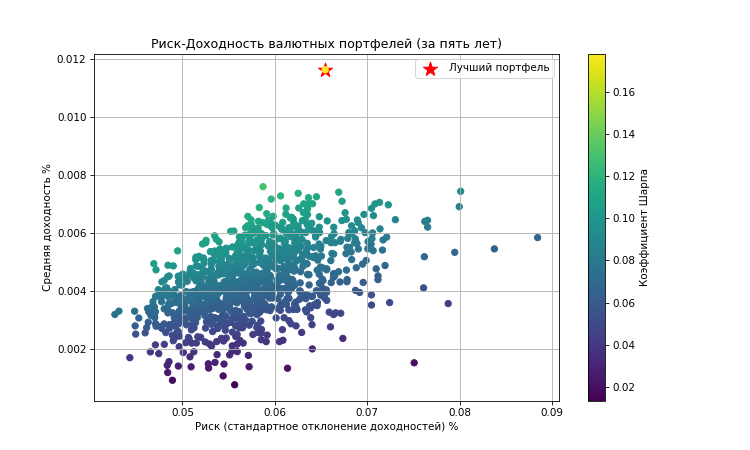 Риск-Доходность валютных портфелей (за пять лет)
Лучший портфель
Средняя доходность %
0.012
0.010
0.008
0.006
0.004
0.002
0.05 0.06 0.07 0.08 0.09
Риск (стандартное отклонение доходностей) %
0.16
0.14
0.12
0.10
0.08
0.06
0.04
0.02
Коэффициент Шарпа